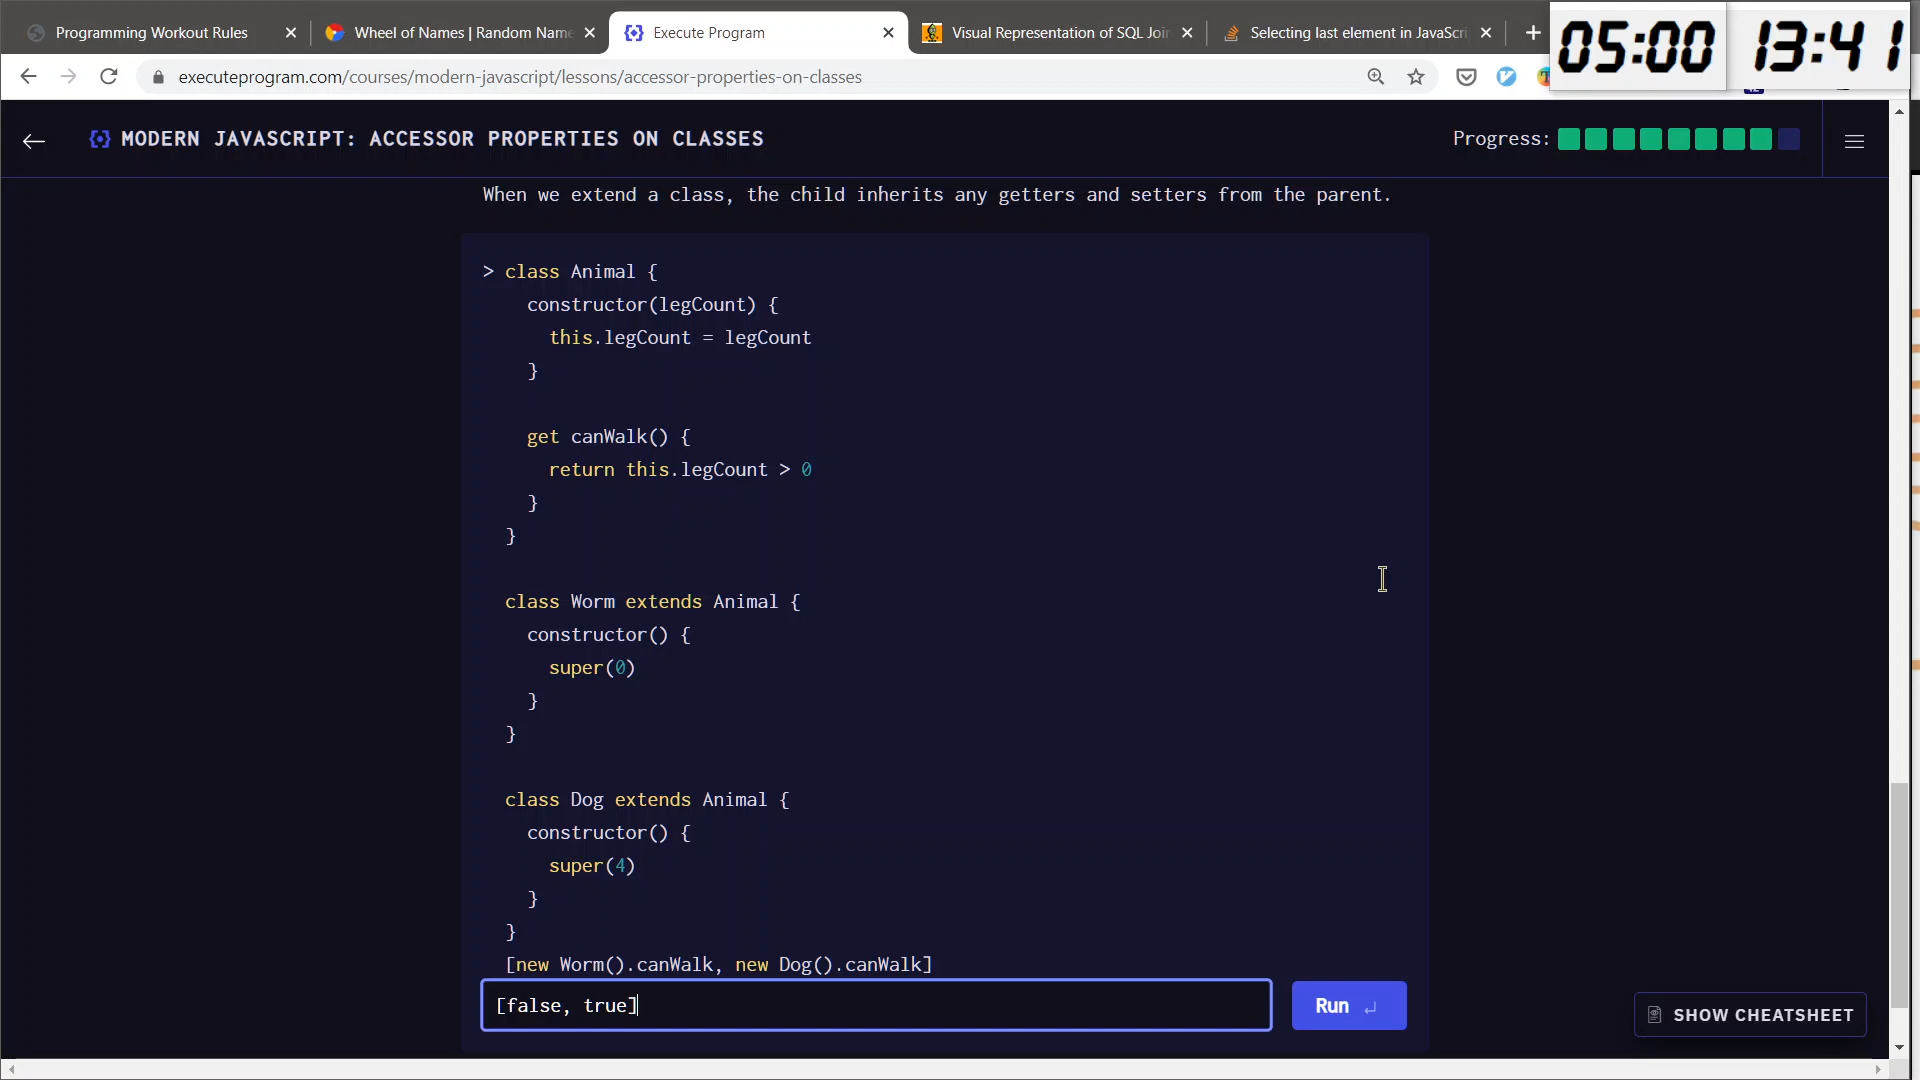 Programming Workout Rules
Wheel of Names | Random Name
Execute Program
Visual Representation of SQL Joi
Selecting last element in JavaScri
05:00
13:41
executeprogram.com/courses/modern-javascript/lessons/accessor-properties-on-classes
MODERN JAVASCRIPT: ACCESSOR PROPERTIES ON CLASSES
Progress:
When we extend a class, the child inherits any getters and setters from the parent.
> class Animal {
constructor(legCount) {
this.legCount = legCount
}
get canWalk() {
return this.legCount > 0
}
}
class Worm extends Animal {
constructor() {
super(0)
}
}
class Dog extends Animal {
constructor() {
super(4)
}
}
[new Worm().canWalk, new Dog().canWalk]
[false, true]
Run
SHOW CHEATSHEET